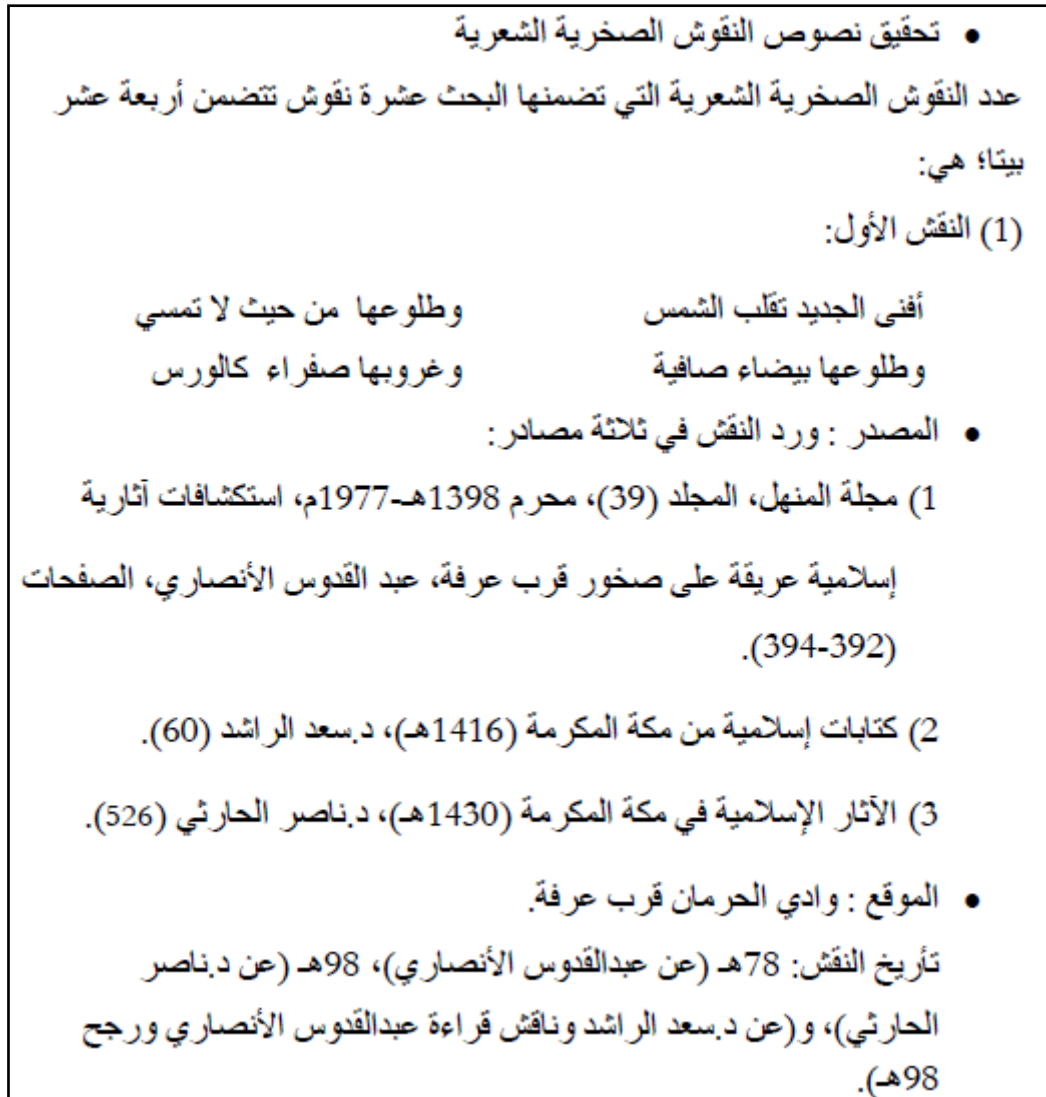 • تحقيق نصوص النقوش الصخرية الشعرية
عدد النقوش الصخرية الشعرية التي تضمنها البحث عشرة نقوش تتضمن أربعة عشر
بيتا؛ هي:
(1) النقش الأول:
أفنى الجديد تقلب الشمس وطلوعها من حيث لا تمسي
وطلوعها بيضاء صافية وغروبها صفراء كالورس
• المصدر : ورد النقش في ثلاثة مصادر:
1) مجلة المنهل، المجلد (39)، محرم 1398هـ-1977م، استكشافات آثارية
إسلامية عريقة على صخور قرب عرفة، عبد القدوس الأنصاري، الصفحات
(392-394).
2) كتابات إسلامية من مكة المكرمة (1416هـ)، د.سعد الراشد (60).
3) الآثار الإسلامية في مكة المكرمة (1430هـ)، د.ناصر الحارثي (526).
• الموقع : وادي الحرمان قرب عرفة.
تأريخ النقش: 78هـ (عن عبدالقدوس الأنصاري)، 98هـ (عن د.ناصر
الحارثي)، و(عن د.سعد الراشد وناقش قراءة عبدالقدوس الأنصاري ورجح
98هـ).